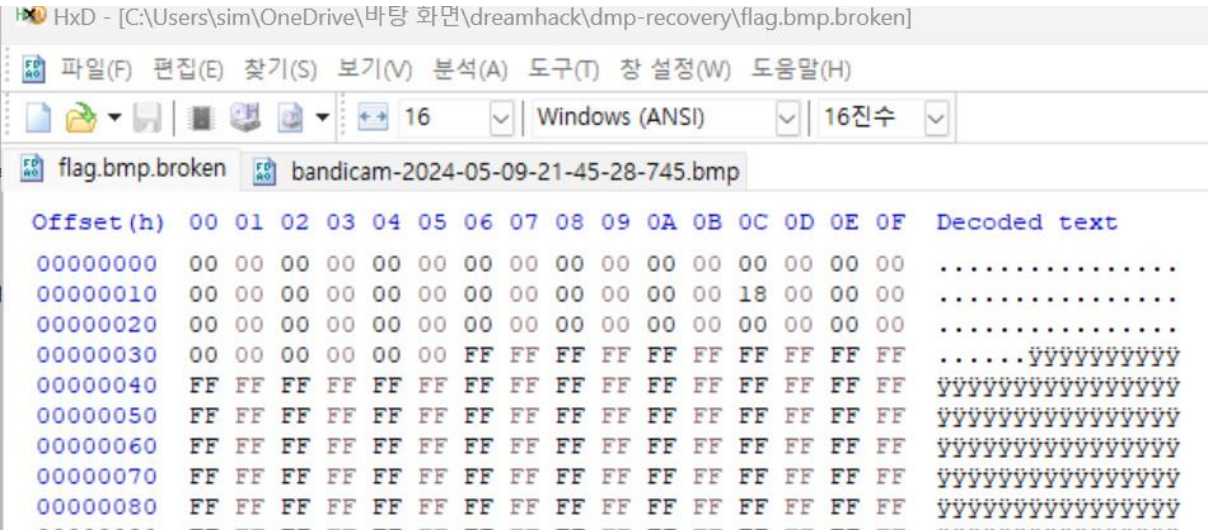 HxD - [C:\Users\sim\OneDrive\바탕 화면\dreamhack\dmp-recovery\flag.bmp.broken]
파일(F) 편집(E) 찾기(S) 보기(V) 분석(A) 도구(T) 창 설정(W) 도움말(H)
16 Windows (ANSI) 16진수
flag.bmp.broken bandicam-2024-05-09-21-45-28-745.bmp
Offset(h) 00 01 02 03 04 05 06 07 08 09 0A 0B 0C 0D 0E 0F Decoded text
00000000 00 00 00 00 00 00 00 00 00 00 00 00 00 00 00 00 ................
00000010 00 00 00 00 00 00 00 00 00 00 00 00 18 00 00 00 ................
00000020 00 00 00 00 00 00 00 00 00 00 00 00 00 00 00 00 ................
00000030 00 00 00 00 00 00 FF FF FF FF FF FF FF FF FF FF ......ÿÿÿÿÿÿÿÿÿÿ
00000040 FF FF FF FF FF FF FF FF FF FF FF FF FF FF FF FF ÿÿÿÿÿÿÿÿÿÿÿÿÿÿÿÿ
00000050 FF FF FF FF FF FF FF FF FF FF FF FF FF FF FF FF ÿÿÿÿÿÿÿÿÿÿÿÿÿÿÿÿ
00000060 FF FF FF FF FF FF FF FF FF FF FF FF FF FF FF FF ÿÿÿÿÿÿÿÿÿÿÿÿÿÿÿÿ
00000070 FF FF FF FF FF FF FF FF FF FF FF FF FF FF FF FF ÿÿÿÿÿÿÿÿÿÿÿÿÿÿÿÿ
00000080 FF FF FF FF FF FF FF FF FF FF FF FF FF FF FF FF ÿÿÿÿÿÿÿÿÿÿÿÿÿÿÿÿ